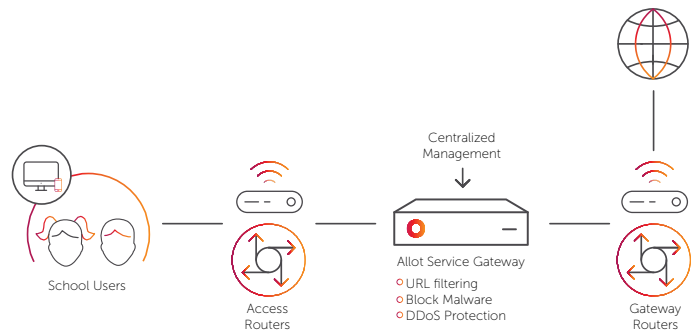 Centralized
Management
School Users
Access
Routers
Allot Service Gateway
URL filtering
Block Malware
DDoS Protection
Gateway
Routers